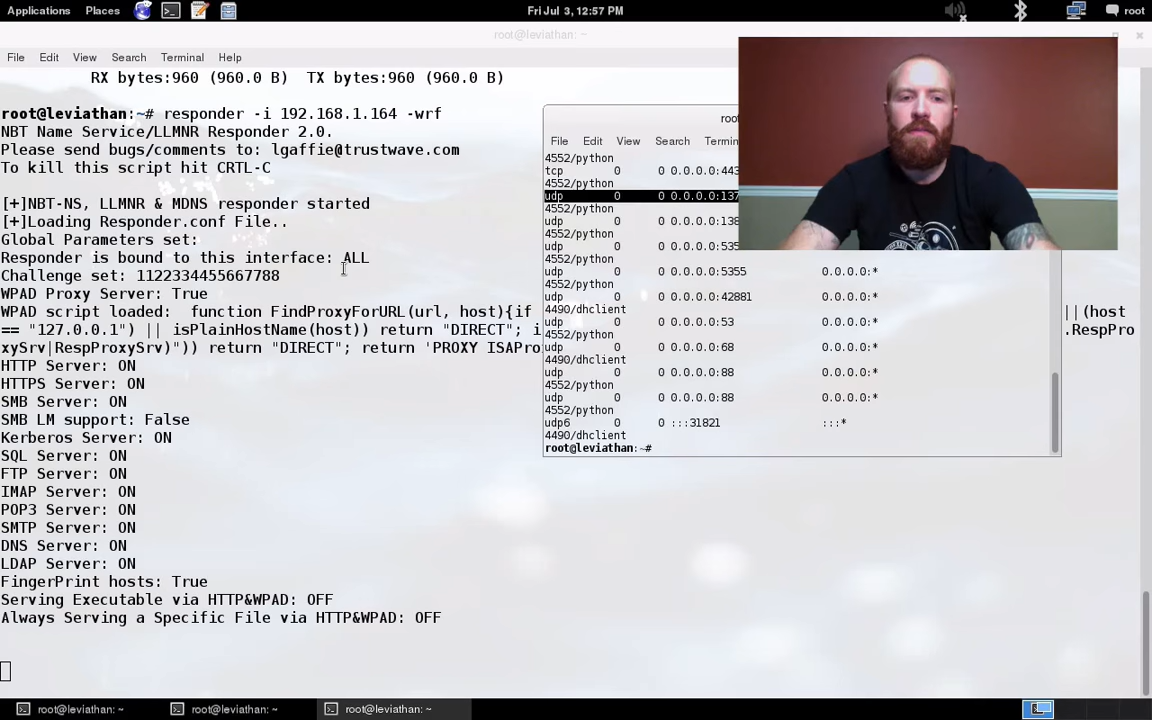 Applications Places Fri Jul 3, 12:57 PM root
root@leviathan: ~
File Edit View Search Terminal Help
RX bytes:960 (960.0 B) TX bytes:960 (960.0 B)
root@leviathan:~# responder -i 192.168.1.164 -wrf
NBT Name Service/LLMNR Responder 2.0.
Please send bugs/comments to: lgaffie@trustwave.com
To kill this script hit CRTL-C
[+]NBT-NS, LLMNR & MDNS responder started
[+]Loading Responder.conf File..
Global Parameters set:
Responder is bound to this interface: ALL
Challenge set: 1122334455667788
WPAD Proxy Server: True
WPAD script loaded: function FindProxyForURL(url, host){if ||(host
== "127.0.0.1") || isPlainHostName(host)) return "DIRECT"; i .RespPro
xySrv|RespProxySrv)")) return "DIRECT"; return 'PROXY ISAPro
HTTP Server: ON
HTTPS Server: ON
SMB Server: ON
SMB LM support: False
Kerberos Server: ON
SQL Server: ON
FTP Server: ON
IMAP Server: ON
POP3 Server: ON
SMTP Server: ON
DNS Server: ON
LDAP Server: ON
FingerPrint hosts: True
Serving Executable via HTTP&WPAD: OFF
Always Serving a Specific File via HTTP&WPAD: OFF
root
File Edit View Search Termin
4552/python
tcp 0 0 0.0.0.0:443
4552/python
udp 0 0 0.0.0.0:137
4552/python
udp 0 0 0.0.0.0:138
4552/python
udp 0 0 0.0.0.0:535
4552/python
udp 0 0 0.0.0.0:5355 0.0.0.0:*
4552/python
udp 0 0 0.0.0.0:42881 0.0.0.0:*
4490/dhclient
udp 0 0 0.0.0.0:53 0.0.0.0:*
4552/python
udp 0 0 0.0.0.0:68 0.0.0.0:*
4490/dhclient
udp 0 0 0.0.0.0:88 0.0.0.0:*
4552/python
udp 0 0 0.0.0.0:88 0.0.0.0:*
4552/python
udp6 0 0 :::31821 :::*
4490/dhclient
root@leviathan:~#
root@leviathan: ~ root@leviathan: ~ root@leviathan: ~